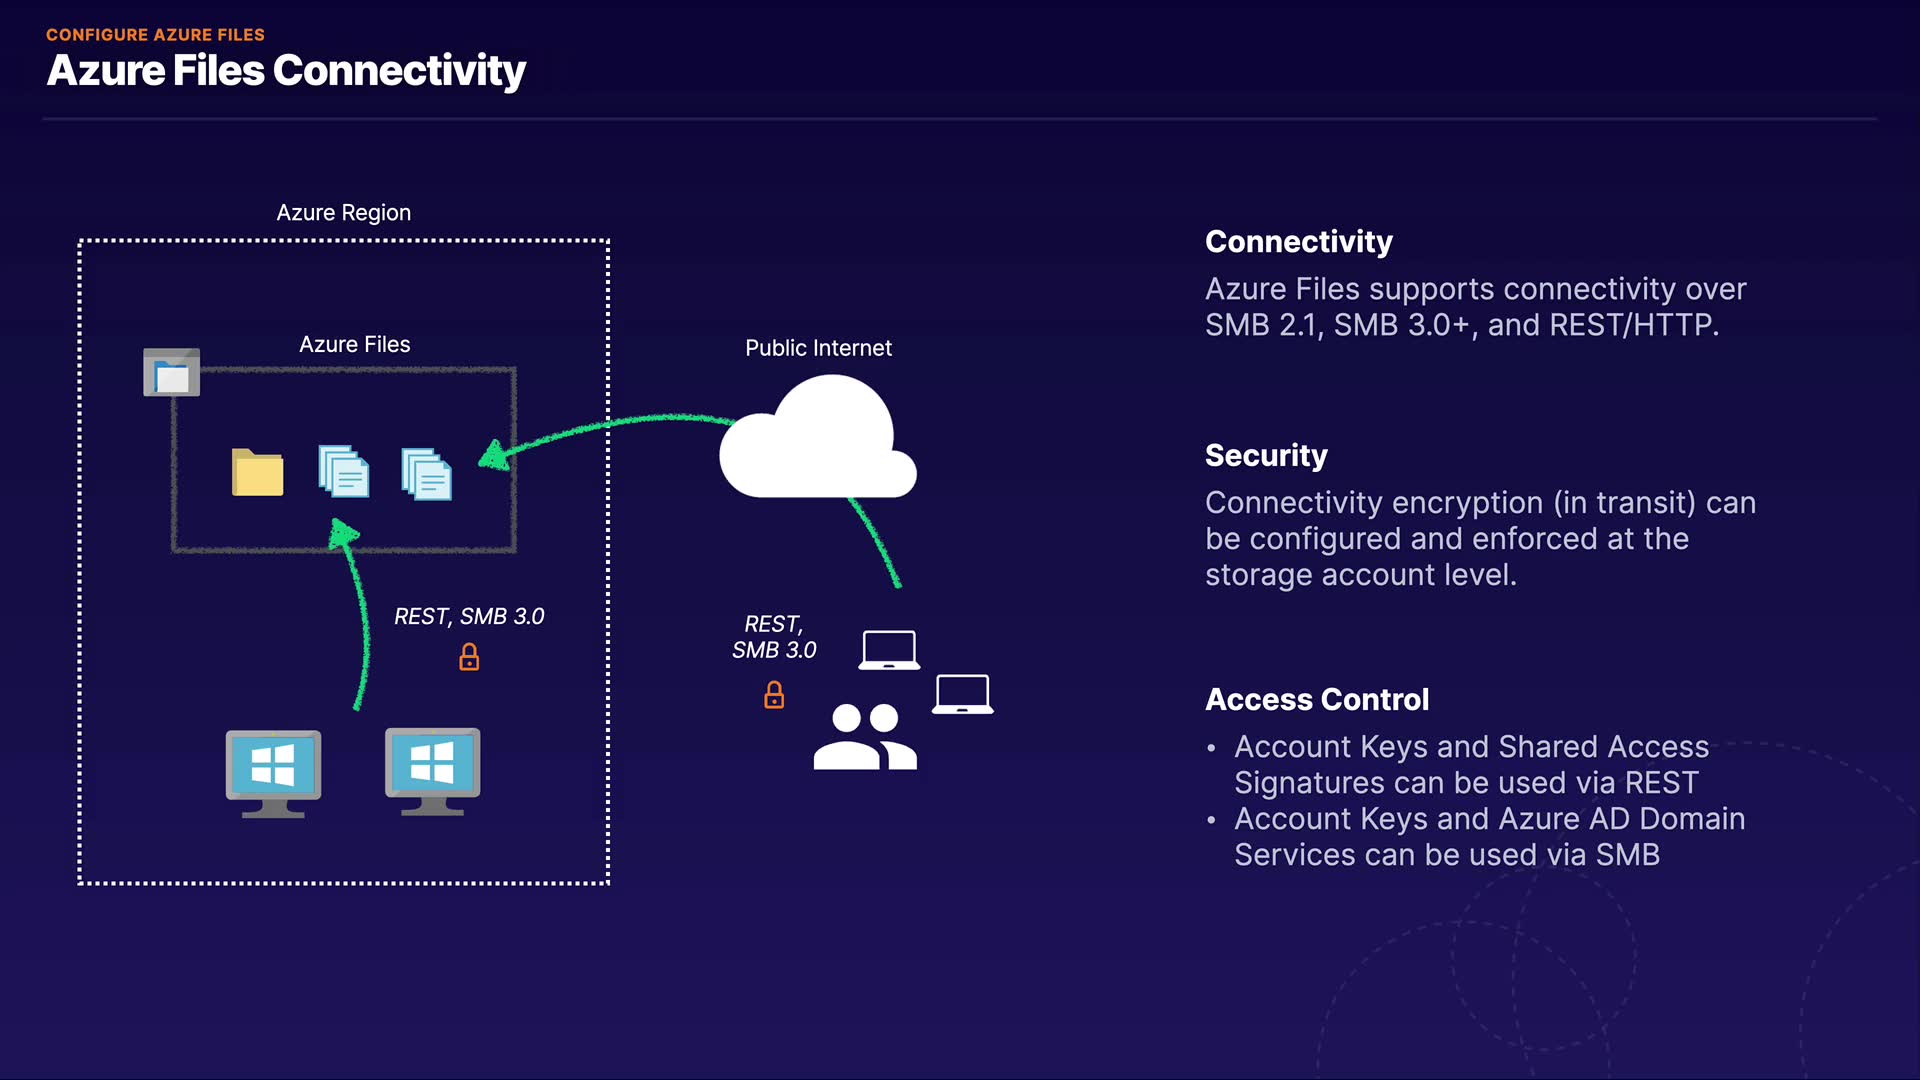 CONFIGURE AZURE FILES
Azure Files Connectivity
Azure Region
Azure Files
REST, SMB 3.0
Public Internet
REST,
SMB 3.0
Connectivity
Azure Files supports connectivity over
SMB 2.1, SMB 3.0+, and REST/HTTP.
Security
Connectivity encryption (in transit) can
be configured and enforced at the
storage account level.
Access Control
• Account Keys and Shared Access
Signatures can be used via REST
• Account Keys and Azure AD Domain
Services can be used via SMB